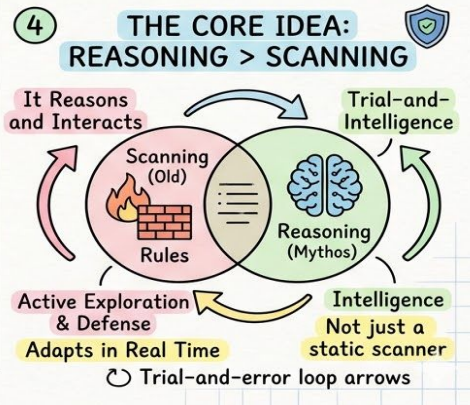 4
THE CORE IDEA:
REASONING > SCANNING
It Reasons
and Interacts
Trial-and-
Intelligence
Scanning
(Old)
Rules
Reasoning
(Mythos)
Active Exploration
& Defense
Adapts in Real Time
Intelligence
Not just a
static scanner
Trial-and-error loop arrows